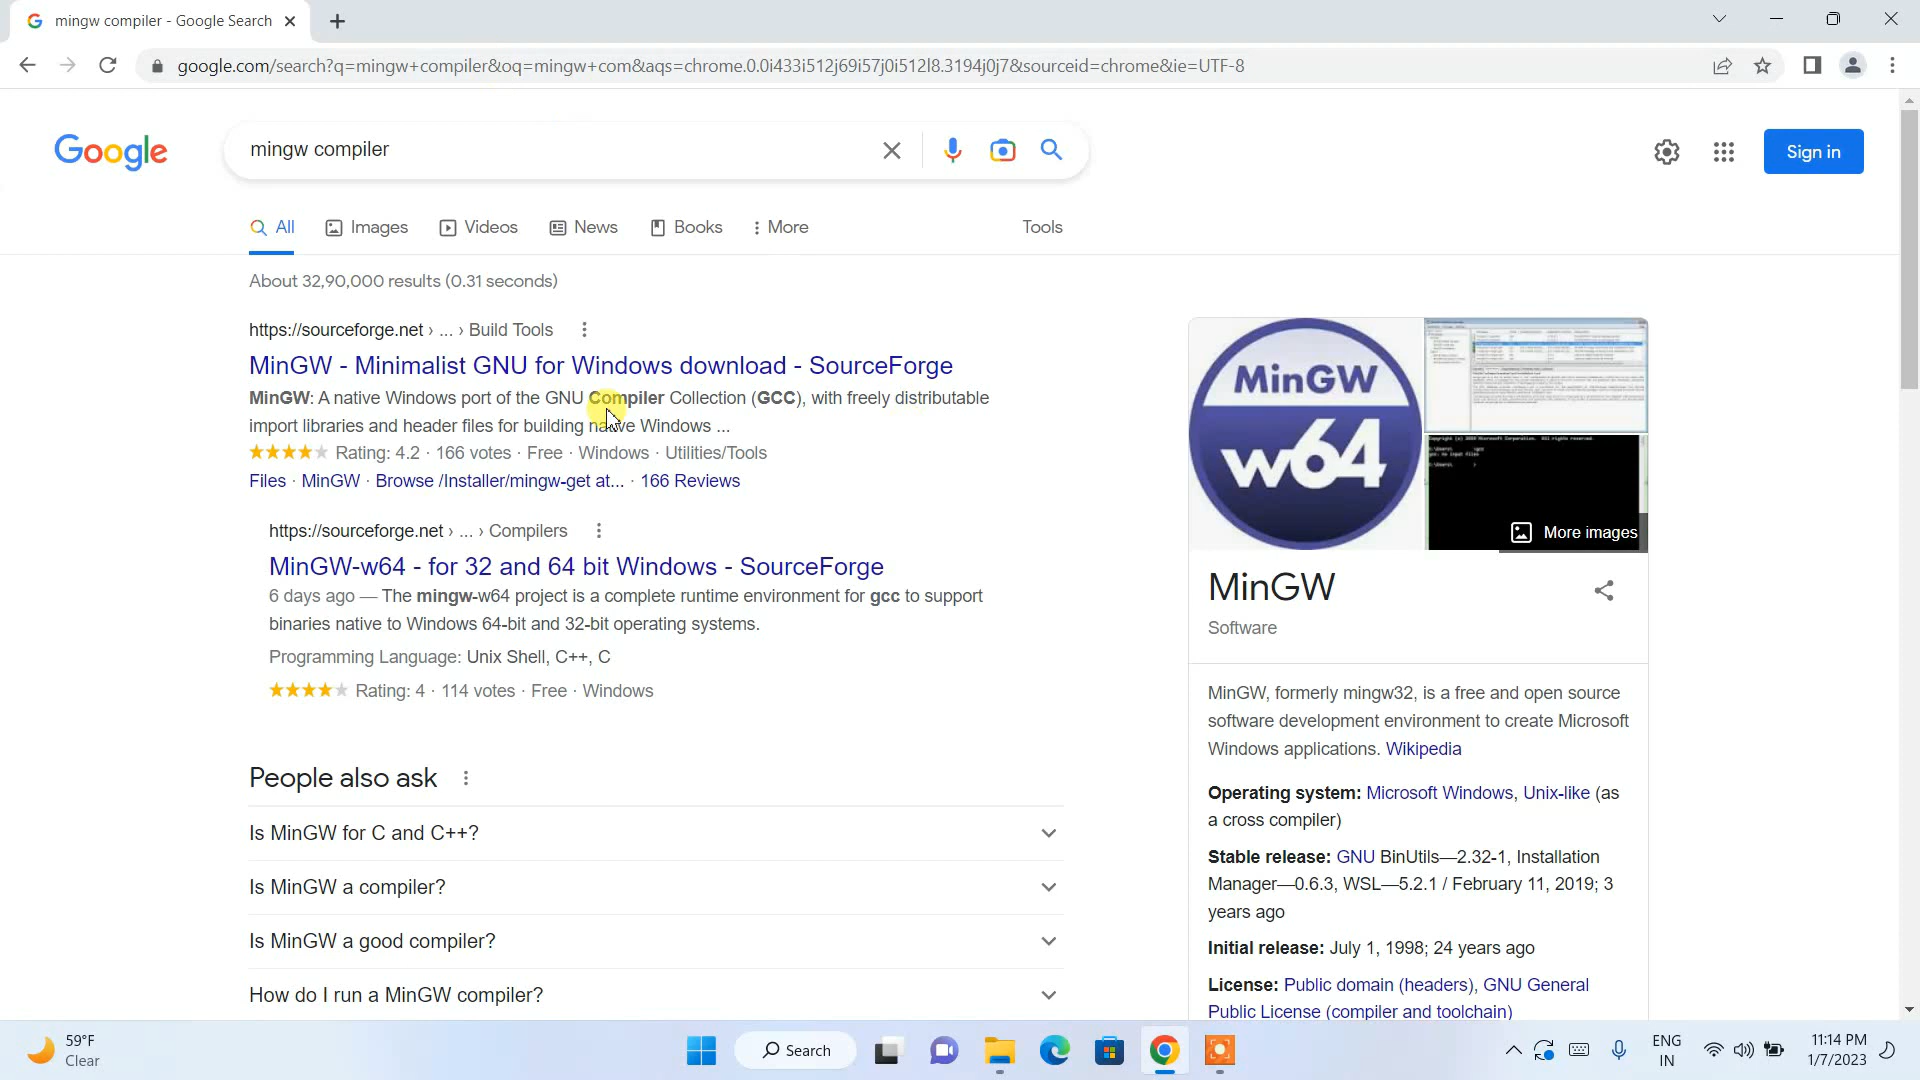 mingw compiler - Google Search
google.com/search?q=mingw+compiler&oq=mingw+com&aqs=chrome.0.0i433i512j69i57j0i512l8.3194j0j7&sourceid=chrome&ie=UTF-8
Google
mingw compiler
Sign in
All
Images
Videos
News
Books
More
Tools
About 32,90,000 results (0.31 seconds)
https://sourceforge.net › ... › Build Tools
MinGW - Minimalist GNU for Windows download - SourceForge
MinGW: A native Windows port of the GNU Compiler Collection (GCC), with freely distributable
import libraries and header files for building native Windows ...
Rating: 4.2 · 166 votes · Free · Windows · Utilities/Tools
Files · MinGW · Browse /Installer/mingw-get at... · 166 Reviews
https://sourceforge.net › ... › Compilers
MinGW-w64 - for 32 and 64 bit Windows - SourceForge
6 days ago — The mingw-w64 project is a complete runtime environment for gcc to support
binaries native to Windows 64-bit and 32-bit operating systems.
Programming Language: Unix Shell, C++, C
Rating: 4 · 114 votes · Free · Windows
People also ask
Is MinGW for C and C++?
Is MinGW a compiler?
Is MinGW a good compiler?
How do I run a MinGW compiler?
MinGW
w64
More images
MinGW
Software
MinGW, formerly mingw32, is a free and open source
software development environment to create Microsoft
Windows applications. Wikipedia
Operating system: Microsoft Windows, Unix-like (as
a cross compiler)
Stable release: GNU BinUtils—2.32-1, Installation
Manager—0.6.3, WSL—5.2.1 / February 11, 2019; 3
years ago
Initial release: July 1, 1998; 24 years ago
License: Public domain (headers), GNU General
Public License (compiler and toolchain)
59°F
Clear
Search
ENG
IN
11:14 PM
1/7/2023